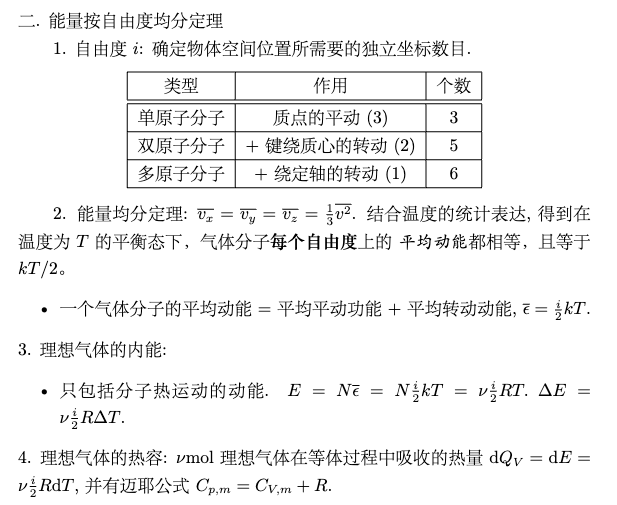 二. 能量按自由度均分定理
1. 自由度 i: 确定物体空间位置所需要的独立坐标数目.
类型 作用 个数
单原子分子 质点的平动 (3) 3
双原子分子 + 键绕质心的转动 (2) 5
多原子分子 + 绕定轴的转动 (1) 6
2. 能量均分定理: $\overline{v_x} = \overline{v_y} = \overline{v_z} = \frac{1}{3}\overline{v^2}$. 结合温度的统计表达, 得到在
温度为 T 的平衡态下，气体分子每个自由度上的 平均动能都相等，且等于
kT/2。
• 一个气体分子的平均动能 = 平均平动功能 + 平均转动动能, $\overline{\epsilon} = \frac{i}{2}kT$.
3. 理想气体的内能:
• 只包括分子热运动的动能. $E = N\overline{\epsilon} = N\frac{i}{2}kT = \nu\frac{i}{2}RT$. $\Delta E =$
$\nu\frac{i}{2}R\Delta T$.
4. 理想气体的热容: νmol 理想气体在等体过程中吸收的热量 $\mathrm{d}Q_V = \mathrm{d}E =$
$\nu\frac{i}{2}R\mathrm{d}T$, 并有迈耶公式 $C_{p,m} = C_{V,m} + R$.